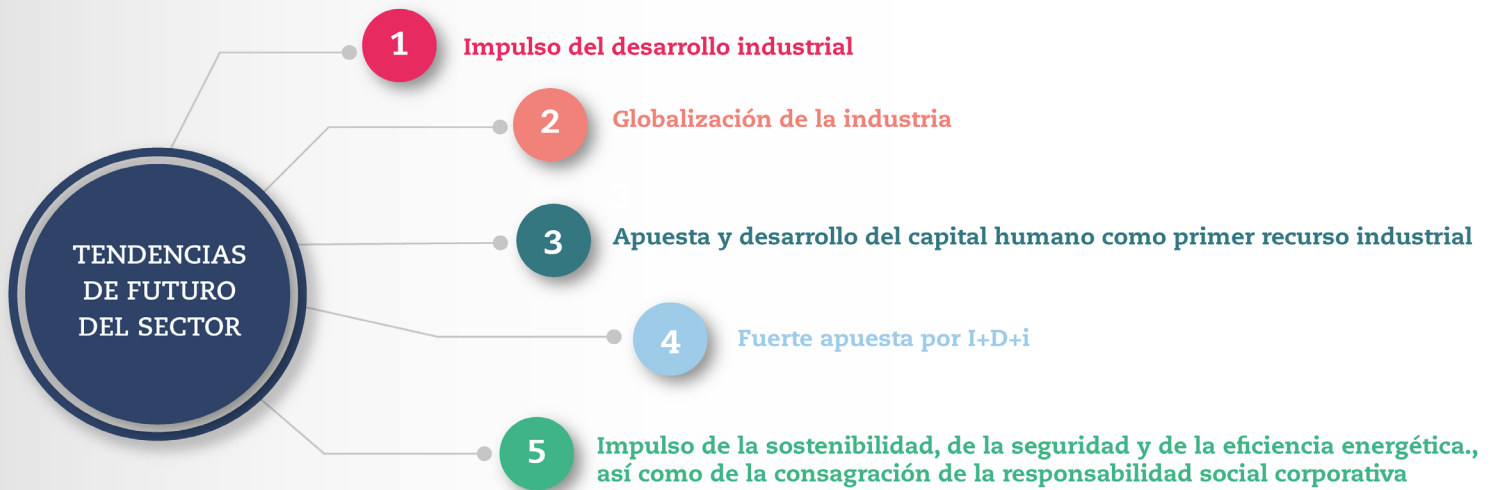 1 Impulso del desarrollo industrial
2 Globalización de la industria
3
3 Apuesta y desarrollo del capital humano como primer recurso industrial
TENDENCIAS
DE FUTURO
DEL SECTOR
4 Fuerte apuesta por I+D+i
5 Impulso de la sostenibilidad, de la seguridad y de la eficiencia energética.,
así como de la consagración de la responsabilidad social corporativa